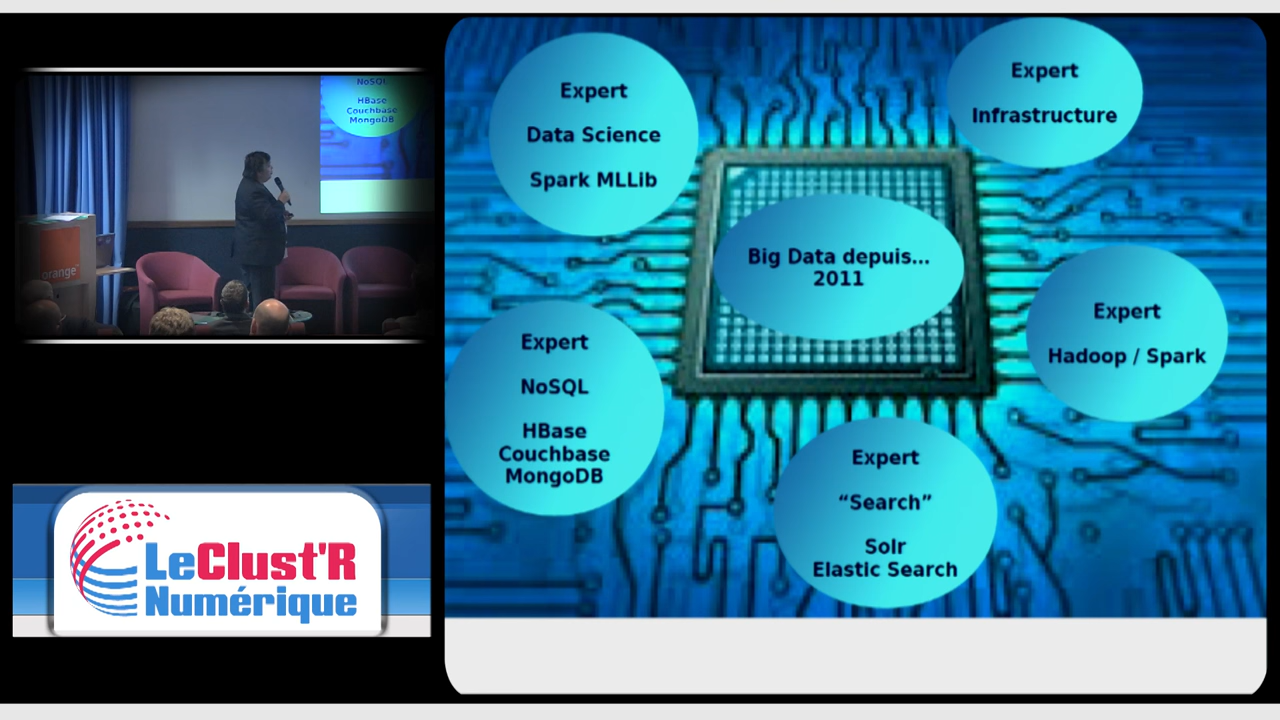 NoSQL
HBase
Couchbase
MongoDB
orange
LeClust'R
Numérique
Expert
Data Science
Spark MLLib
Expert
Infrastructure
Big Data depuis...
2011
Expert
Hadoop / Spark
Expert
NoSQL
HBase
Couchbase
MongoDB
Expert
“Search”
Solr
Elastic Search